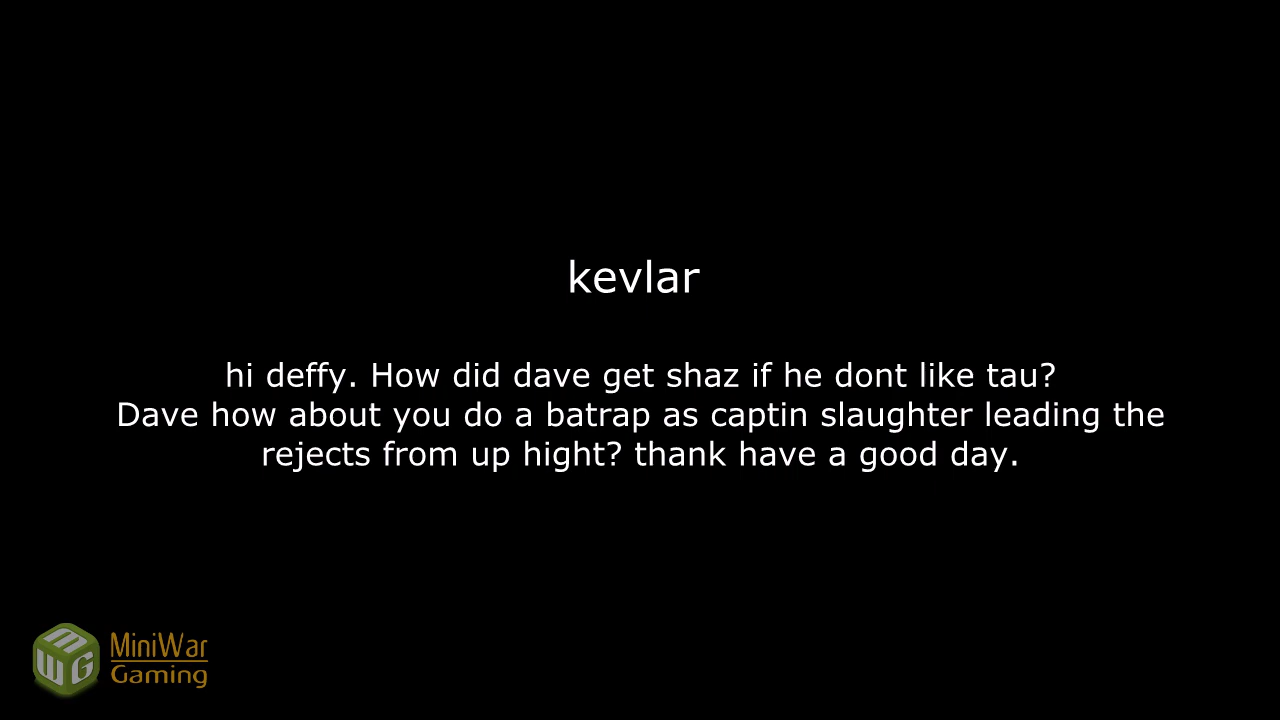 kevlar
hi deffy. How did dave get shaz if he dont like tau?
Dave how about you do a batrap as captin slaughter leading the
rejects from up hight? thank have a good day.
MWG
MiniWar
Gaming